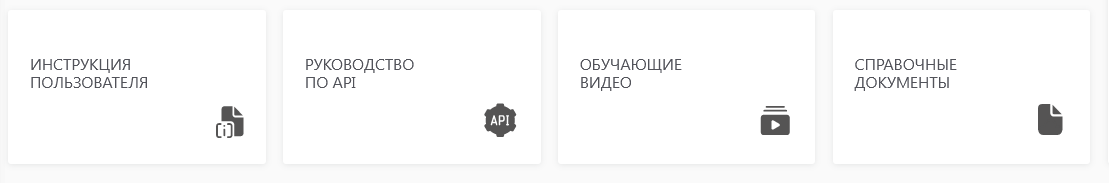 ИНСТРУКЦИЯ
ПОЛЬЗОВАТЕЛЯ
РУКОВОДСТВО
ПО API
API
ОБУЧАЮЩИЕ
ВИДЕО
СПРАВОЧНЫЕ
ДОКУМЕНТЫ